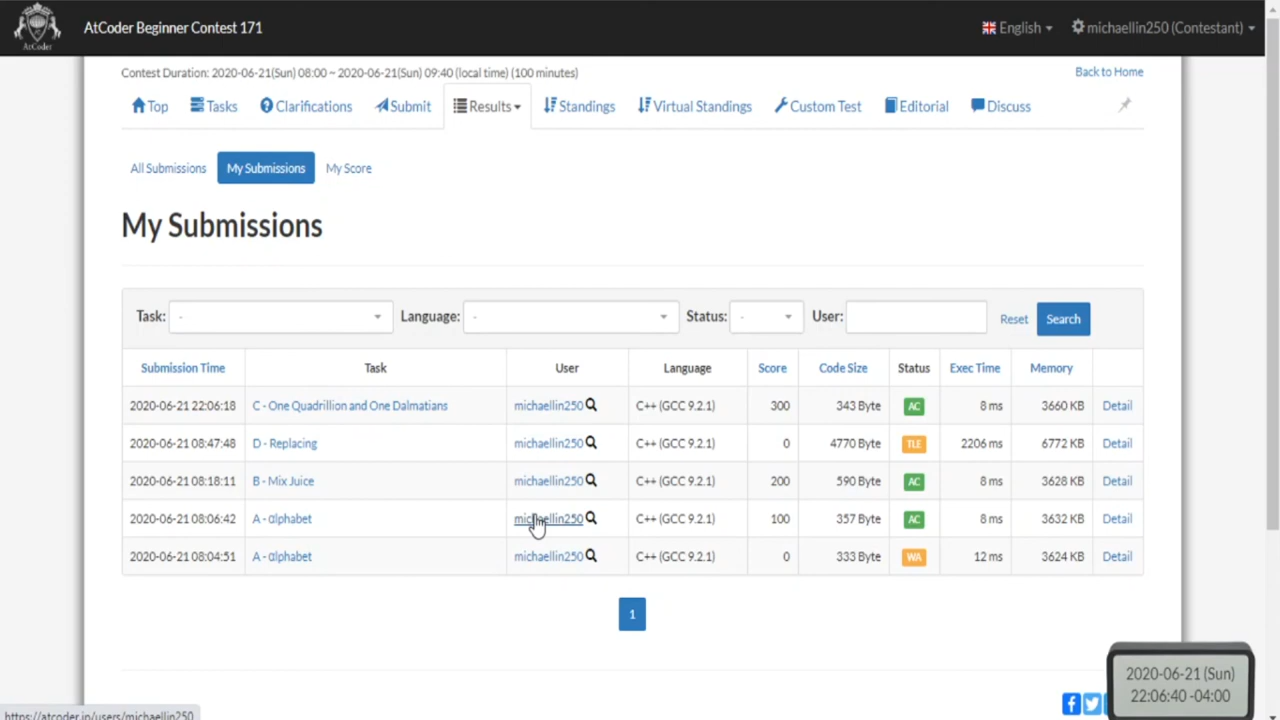 AtCoder
AtCoder Beginner Contest 171
English
michaellin250 (Contestant)
Contest Duration: 2020-06-21(Sun) 08:00 ~ 2020-06-21(Sun) 09:40 (local time) (100 minutes)
Back to Home
Top Tasks Clarifications Submit Results Standings Virtual Standings Custom Test Editorial Discuss
All Submissions My Submissions My Score
My Submissions
Task: - Language: - Status: - User: Reset Search
Submission Time Task User Language Score Code Size Status Exec Time Memory
2020-06-21 22:06:18 C - One Quadrillion and One Dalmatians michaellin250 C++ (GCC 9.2.1) 300 343 Byte AC 8 ms 3660 KB Detail
2020-06-21 08:47:48 D - Replacing michaellin250 C++ (GCC 9.2.1) 0 4770 Byte TLE 2206 ms 6772 KB Detail
2020-06-21 08:18:11 B - Mix Juice michaellin250 C++ (GCC 9.2.1) 200 590 Byte AC 8 ms 3628 KB Detail
2020-06-21 08:06:42 A - αlphabet michaellin250 C++ (GCC 9.2.1) 100 357 Byte AC 8 ms 3632 KB Detail
2020-06-21 08:04:51 A - αlphabet michaellin250 C++ (GCC 9.2.1) 0 333 Byte WA 12 ms 3624 KB Detail
1
2020-06-21 (Sun)
22:06:40 -04:00
https://atcoder.jp/users/michaellin250